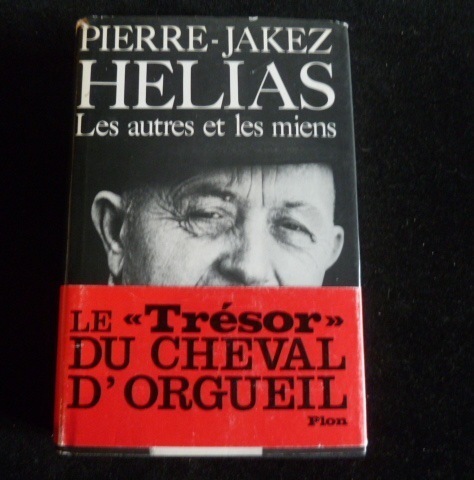 PIERRE-JAKEZ
HELIAS
Les autres et les miens
LE «Trésor»
DU CHEVAL
D'ORGUEIL
Plon